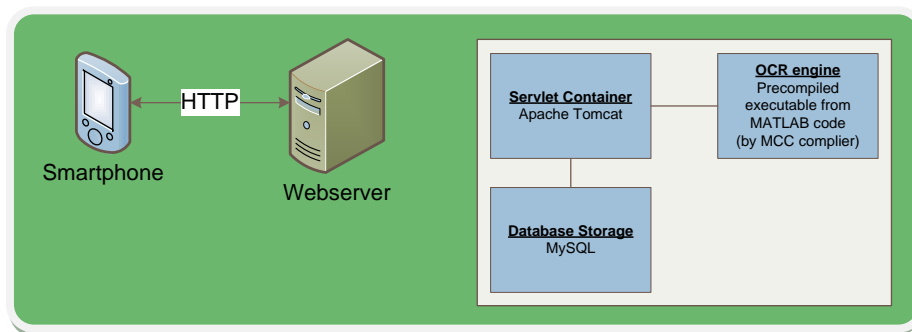 HTTP
Smartphone
Webserver
Servlet Container
Apache Tomcat
OCR engine
Precompiled
executable from
MATLAB code
(by MCC complier)
Database Storage
MySQL